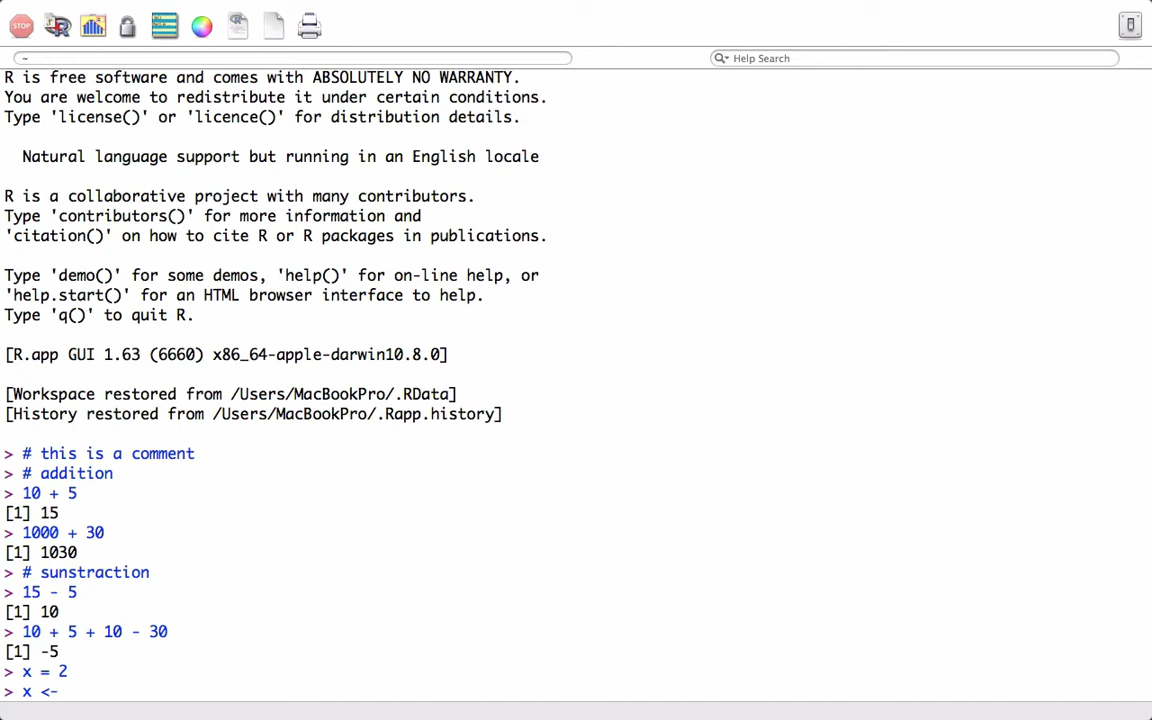 STOP
R
~
Help Search
R is free software and comes with ABSOLUTELY NO WARRANTY.
You are welcome to redistribute it under certain conditions.
Type 'license()' or 'licence()' for distribution details.
Natural language support but running in an English locale
R is a collaborative project with many contributors.
Type 'contributors()' for more information and
'citation()' on how to cite R or R packages in publications.
Type 'demo()' for some demos, 'help()' for on-line help, or
'help.start()' for an HTML browser interface to help.
Type 'q()' to quit R.
[R.app GUI 1.63 (6660) x86_64-apple-darwin10.8.0]
[Workspace restored from /Users/MacBookPro/.RData]
[History restored from /Users/MacBookPro/.Rapp.history]
> # this is a comment
> # addition
> 10 + 5
[1] 15
> 1000 + 30
[1] 1030
> # sunstraction
> 15 - 5
[1] 10
> 10 + 5 + 10 - 30
[1] -5
> x = 2
> x <-